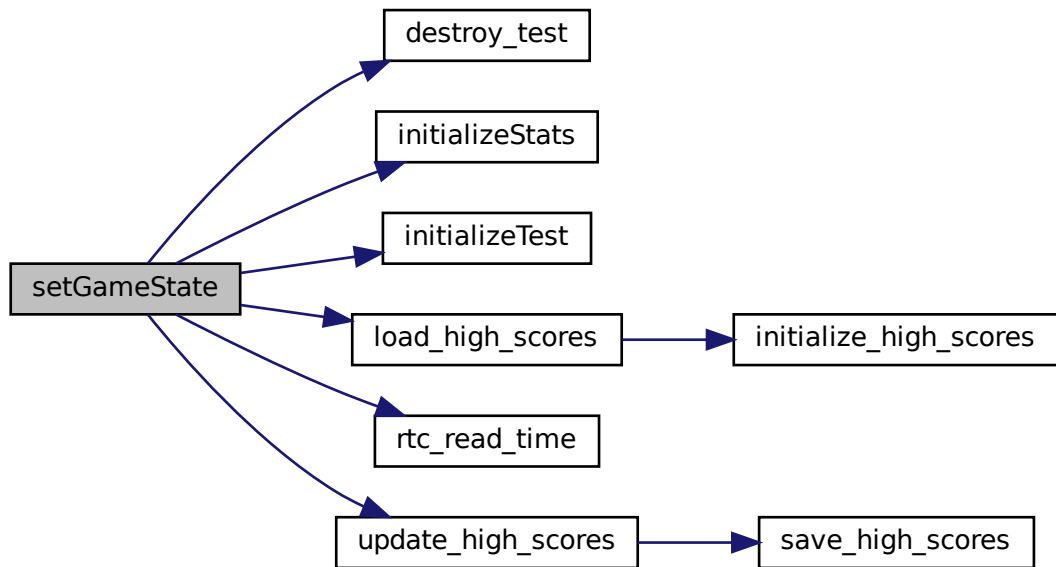 destroy_test
initializeStats
initializeTest
setGameState
load_high_scores
initialize_high_scores
rtc_read_time
update_high_scores
save_high_scores